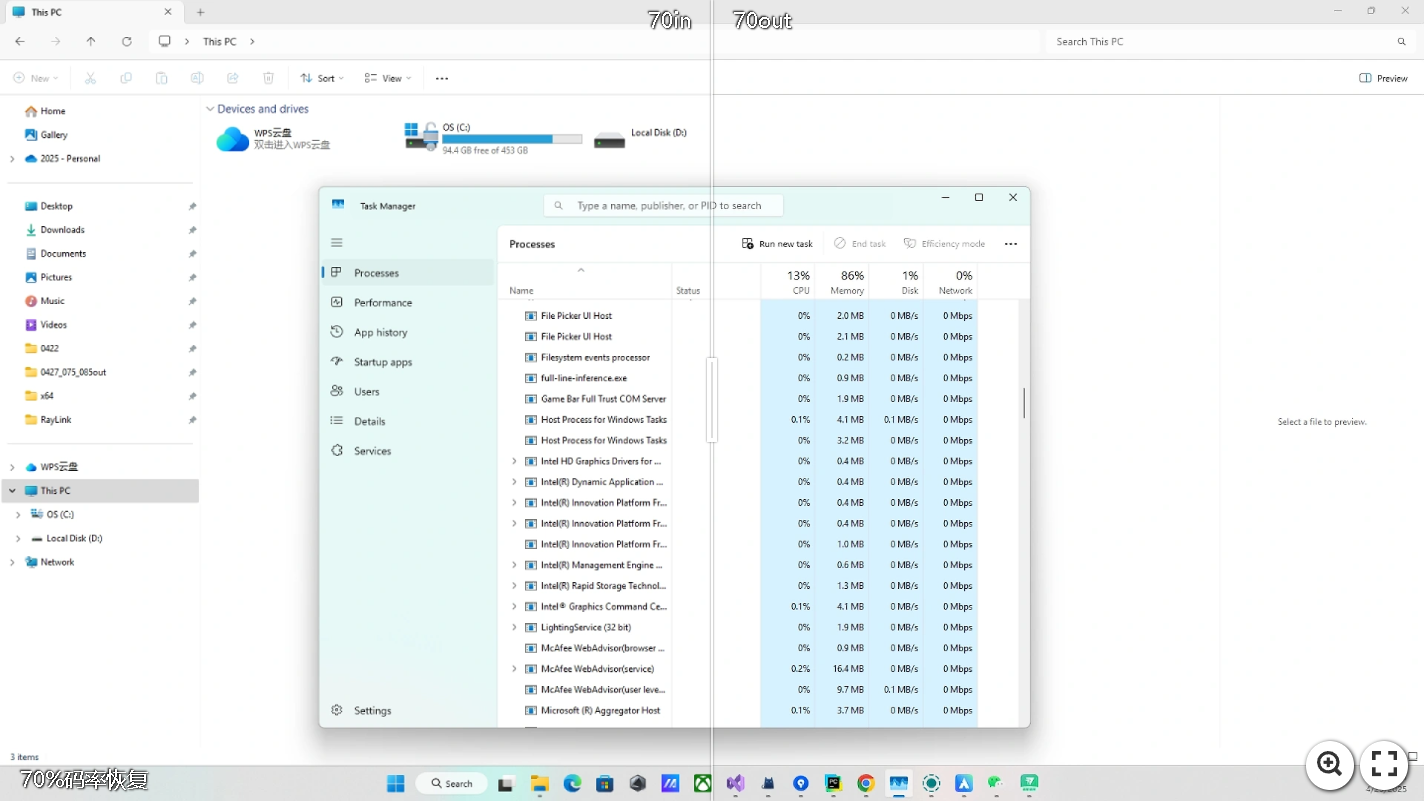 This PC
70in
70out
This PC
Search This PC
New
Sort
View
Preview
Home
Gallery
2025 - Personal
Desktop
Downloads
Documents
Pictures
Music
Videos
0422
0427_075_085out
x64
RayLink
WPS云盘
This PC
OS (C:)
Local Disk (D:)
Network
Devices and drives
WPS云盘
双击进入WPS云盘
OS (C:)
94.4 GB free of 453 GB
Local Disk (D:)
Task Manager
Type a name, publisher, or PID to search
Processes
Performance
App history
Startup apps
Users
Details
Services
Settings
Processes
Run new task
End task
Efficiency mode
13% 86% 1% 0%
Name Status CPU Memory Disk Network
File Picker UI Host 0% 2.0 MB 0 MB/s 0 Mbps
File Picker UI Host 0% 2.1 MB 0 MB/s 0 Mbps
Filesystem events processor 0% 0.2 MB 0 MB/s 0 Mbps
full-line-inference.exe 0% 0.9 MB 0 MB/s 0 Mbps
Game Bar Full Trust COM Server 0% 1.9 MB 0 MB/s 0 Mbps
Host Process for Windows Tasks 0.1% 4.1 MB 0.1 MB/s 0 Mbps
Host Process for Windows Tasks 0% 3.2 MB 0 MB/s 0 Mbps
Intel HD Graphics Drivers for ... 0% 0.4 MB 0 MB/s 0 Mbps
Intel(R) Dynamic Application ... 0% 0.4 MB 0 MB/s 0 Mbps
Intel(R) Innovation Platform Fr... 0% 0.4 MB 0 MB/s 0 Mbps
Intel(R) Innovation Platform Fr... 0% 0.4 MB 0 MB/s 0 Mbps
Intel(R) Innovation Platform Fr... 0% 1.0 MB 0 MB/s 0 Mbps
Intel(R) Management Engine ... 0% 0.6 MB 0 MB/s 0 Mbps
Intel(R) Rapid Storage Technol... 0% 1.3 MB 0 MB/s 0 Mbps
Intel® Graphics Command Ce... 0.1% 4.1 MB 0 MB/s 0 Mbps
LightingService (32 bit) 0% 1.9 MB 0 MB/s 0 Mbps
McAfee WebAdvisor(browser ... 0% 0.9 MB 0 MB/s 0 Mbps
McAfee WebAdvisor(service) 0.2% 16.4 MB 0 MB/s 0 Mbps
McAfee WebAdvisor(user leve... 0% 9.7 MB 0.1 MB/s 0 Mbps
Microsoft (R) Aggregator Host 0.1% 3.7 MB 0 MB/s 0 Mbps
Select a file to preview.
3 items
70%码率恢复
Search